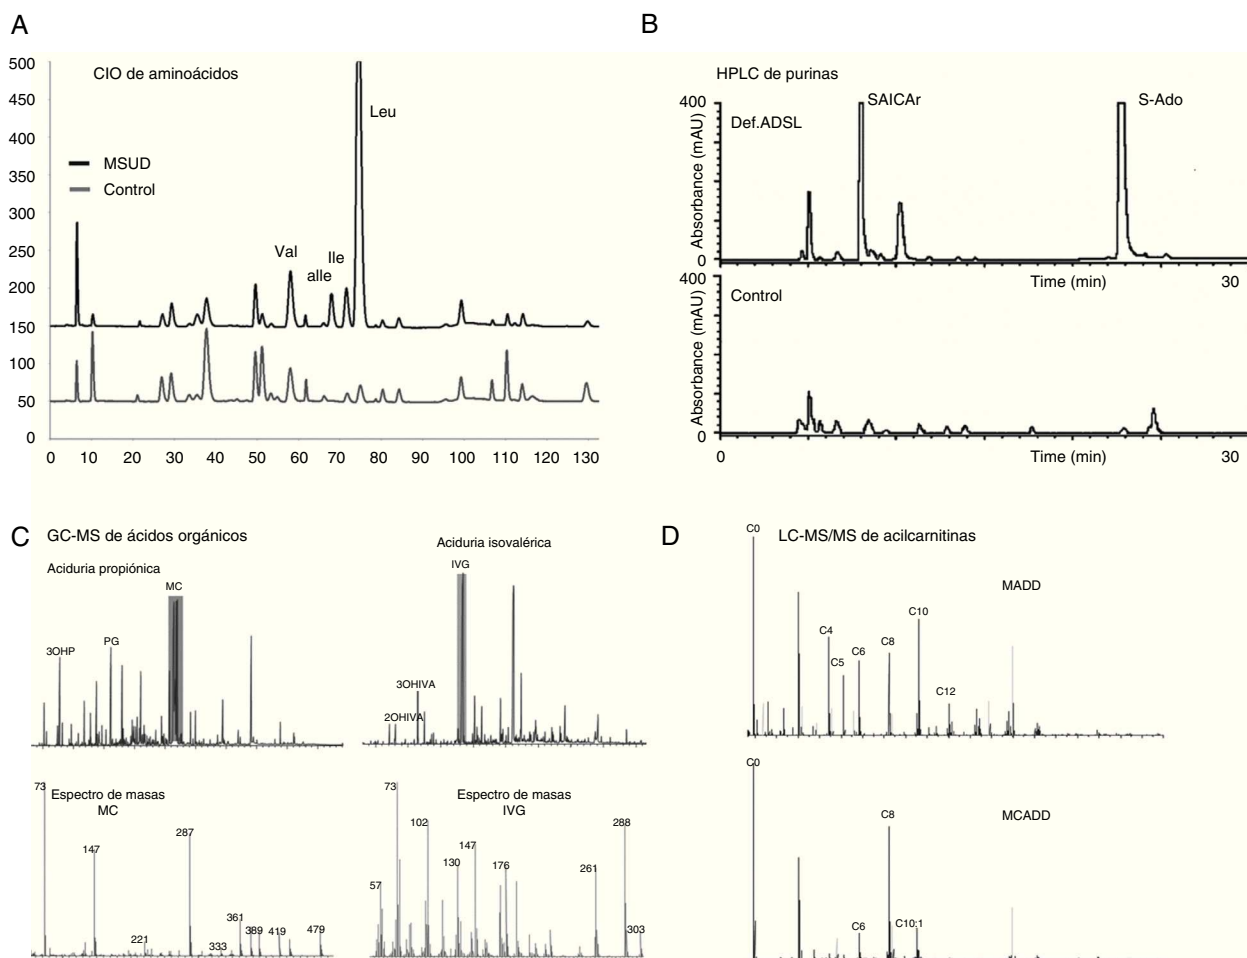 A
CIO de aminoácidos
500
450
400
350
300
250
200
150
100
50
0
MSUD
Control
Val
alle
Ile
Leu
0 10 20 30 40 50 60 70 80 90 100 110 120 130
B
HPLC de purinas
400
Def.ADSL
SAICAr
S-Ado
Absorbance (mAU)
0
Time (min)
30
400
Control
Absorbance (mAU)
0
0
Time (min)
30
C
GC-MS de ácidos orgánicos
Aciduria propiónica
MC
3OHP
PG
Aciduria isovalérica
IVG
3OHIVA
2OHIVA
Espectro de masas
MC
73
147
221
287
333
361
389
419
479
Espectro de masas
IVG
57
73
102
130
147
176
261
288
303
D
LC-MS/MS de acilcarnitinas
C0
MADD
C4
C5
C6
C8
C10
C12
C0
MCADD
C6
C8
C10:1